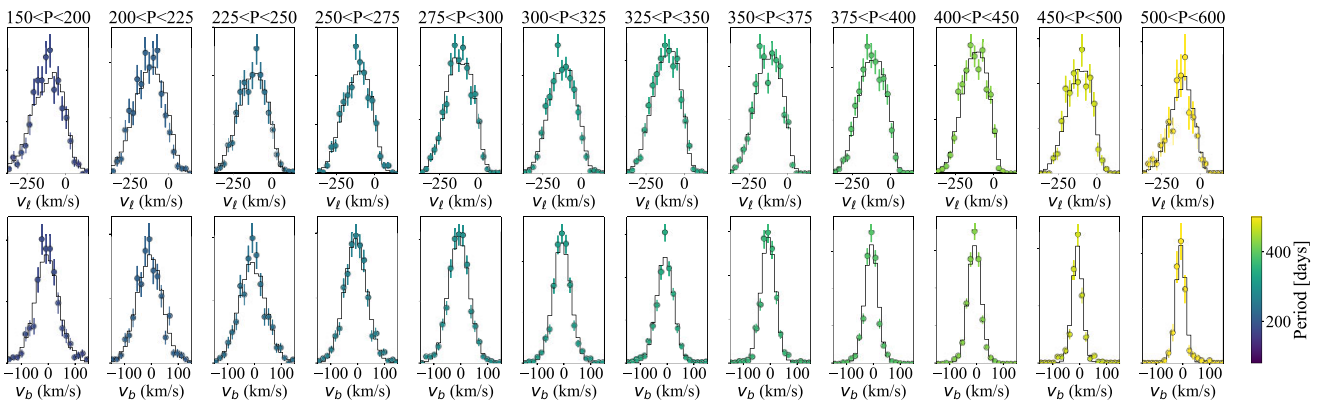 150<P<200 200<P<225 225<P<250 250<P<275 275<P<300 300<P<325 325<P<350 350<P<375 375<P<400 400<P<450 450<P<500 500<P<600
−250 0 −250 0 −250 0 −250 0 −250 0 −250 0 −250 0 −250 0 −250 0 −250 0 −250 0 −250 0
vℓ (km/s) vℓ (km/s) vℓ (km/s) vℓ (km/s) vℓ (km/s) vℓ (km/s) vℓ (km/s) vℓ (km/s) vℓ (km/s) vℓ (km/s) vℓ (km/s) vℓ (km/s)
−100 0 100 −100 0 100 −100 0 100 −100 0 100 −100 0 100 −100 0 100 −100 0 100 −100 0 100 −100 0 100 −100 0 100 −100 0 100 −100 0 100
vb (km/s) vb (km/s) vb (km/s) vb (km/s) vb (km/s) vb (km/s) vb (km/s) vb (km/s) vb (km/s) vb (km/s) vb (km/s) vb (km/s)
400
200
Period [days]